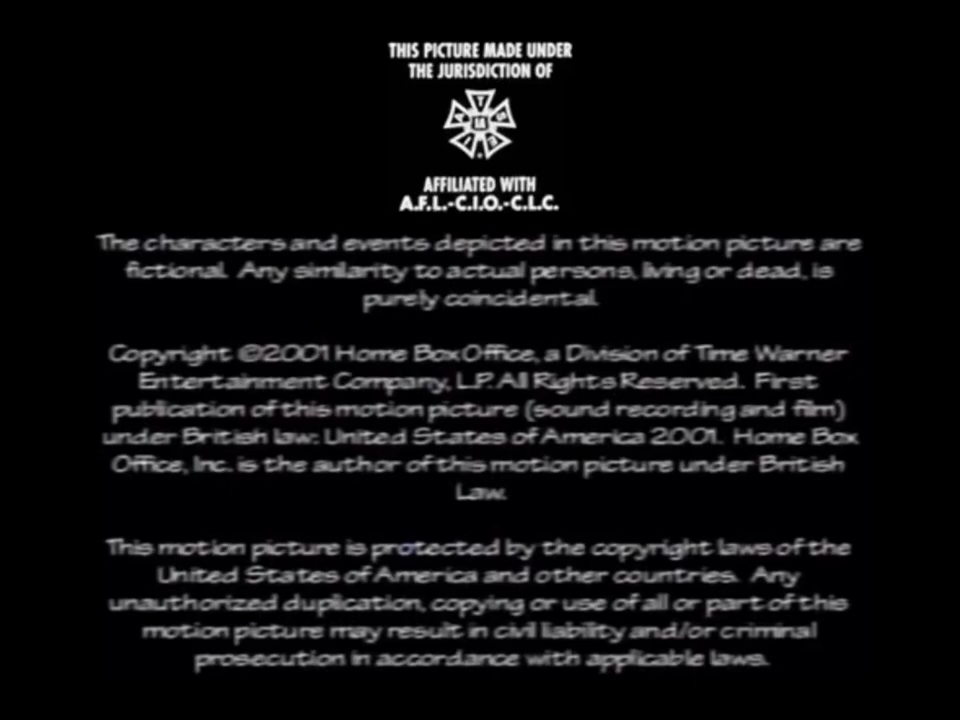 THIS PICTURE MADE UNDER
THE JURISDICTION OF
I A T S E
IA
AFFILIATED WITH
A.F.L.-C.I.O.-C.L.C.
The characters and events depicted in this motion picture are
fictional. Any similarity to actual persons, living or dead, is
purely coincidental.
Copyright ©2001 Home Box Office, a Division of Time Warner
Entertainment Company, L.P. All Rights Reserved. First
publication of this motion picture (sound recording and film)
under British law: United States of America 2001. Home Box
Office, Inc. is the author of this motion picture under British
Law.
This motion picture is protected by the copyright laws of the
United States of America and other countries. Any
unauthorized duplication, copying or use of all or part of this
motion picture may result in civil liability and/or criminal
prosecution in accordance with applicable laws.